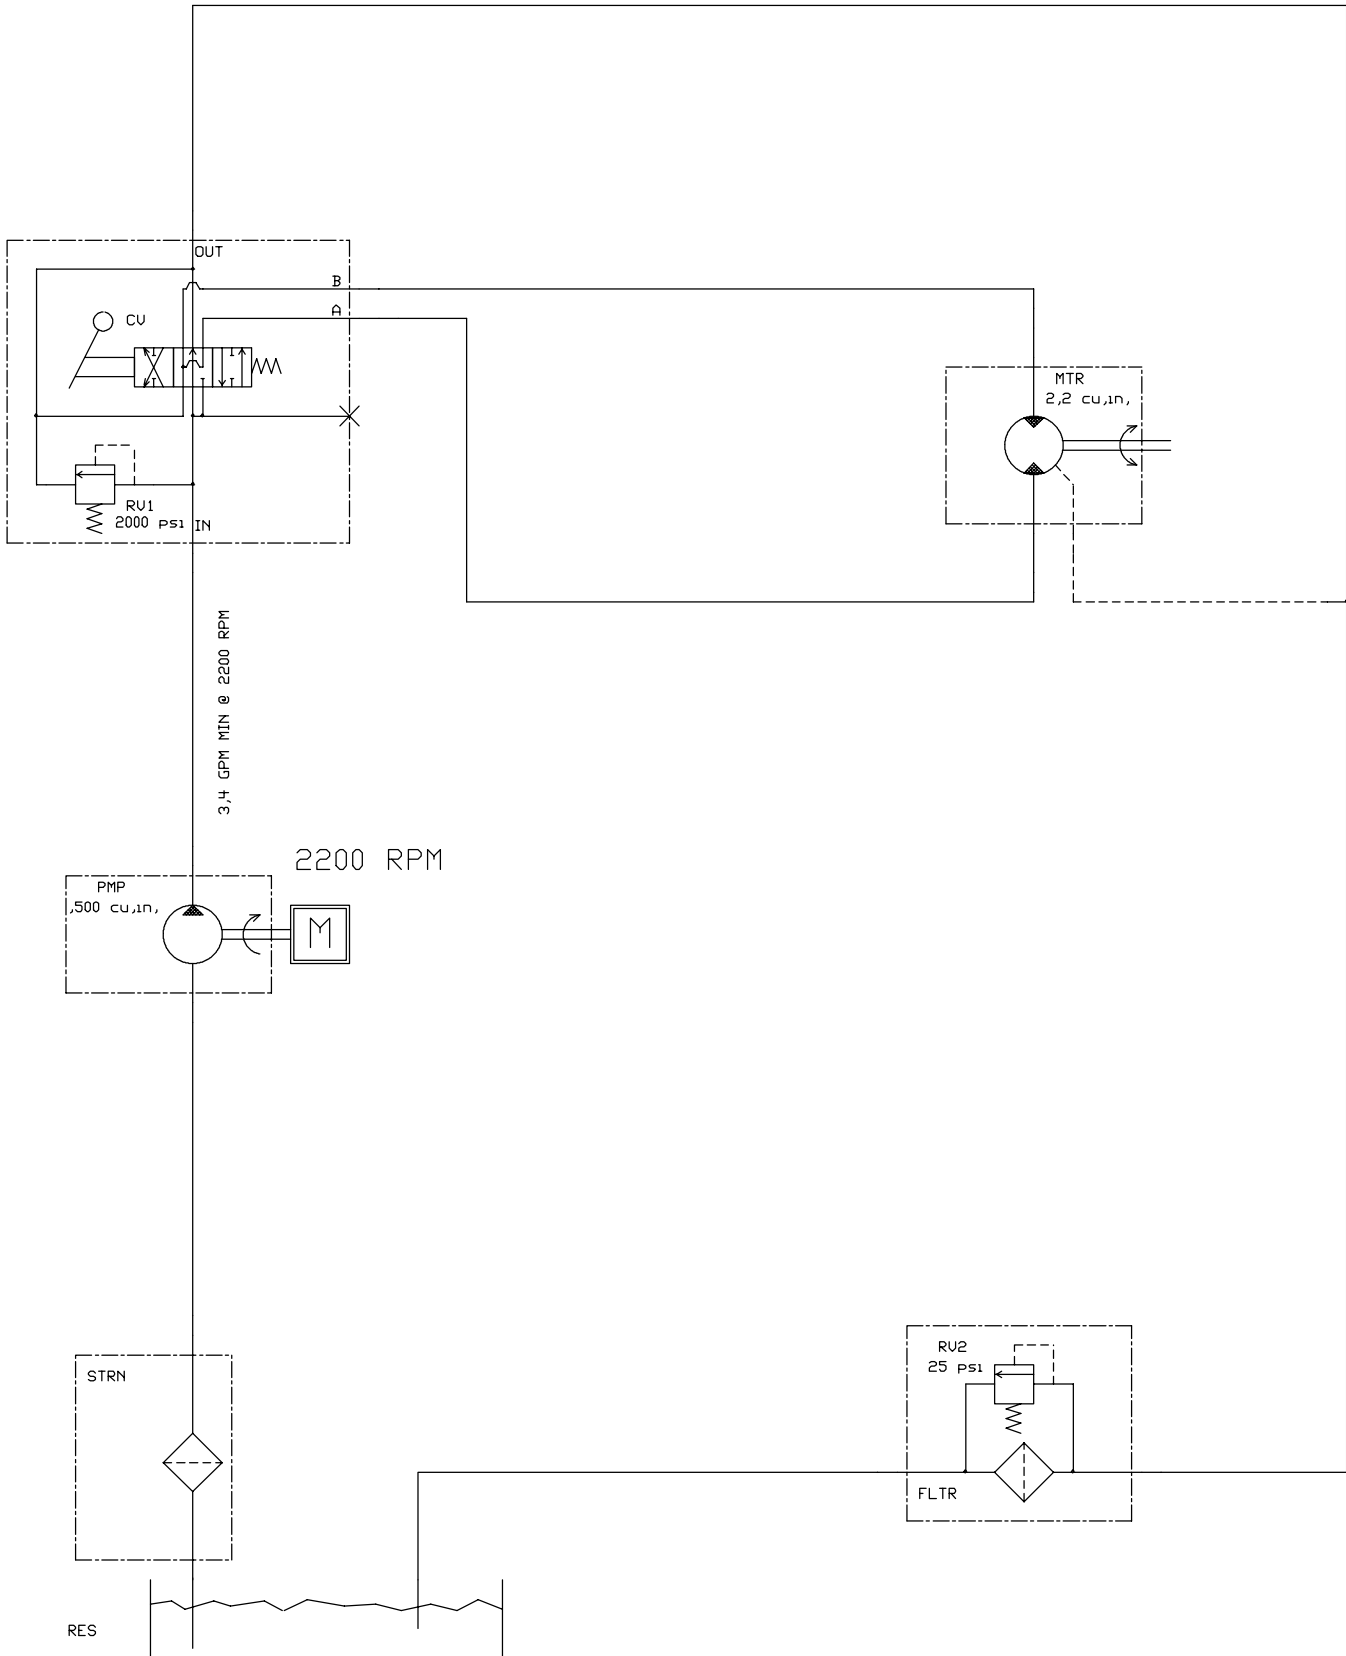 OUT
B
A
CV
MTR
2,2 cu,in,
RV1
2000 psi IN
3,4 GPM MIN @ 2200 RPM
2200 RPM
PMP
,500 cu,in,
M
RV2
25 psi
STRN
FLTR
RES